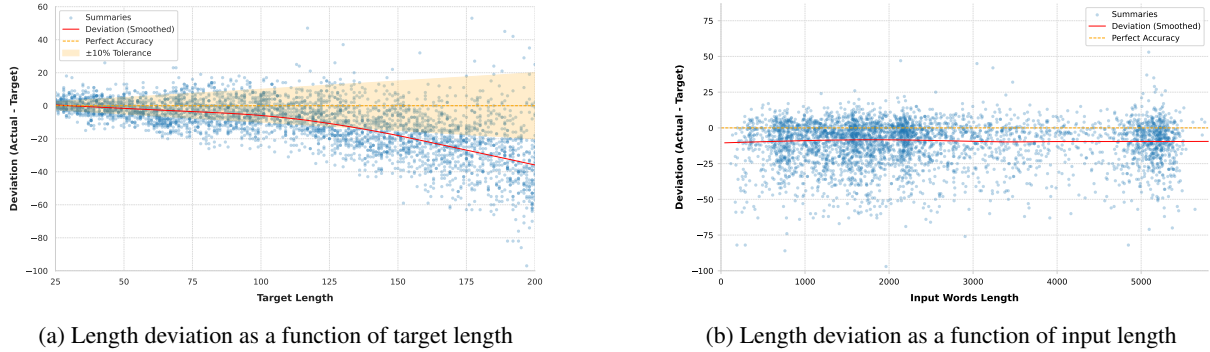 60
40
20
0
−20
−40
−60
−80
−100
Deviation (Actual - Target)
Summaries
Deviation (Smoothed)
Perfect Accuracy
±10% Tolerance
25 50 75 100 125 150 175 200
Target Length
(a) Length deviation as a function of target length
75
50
25
0
−25
−50
−75
−100
Deviation (Actual - Target)
Summaries
Deviation (Smoothed)
Perfect Accuracy
0 1000 2000 3000 4000 5000
Input Words Length
(b) Length deviation as a function of input length